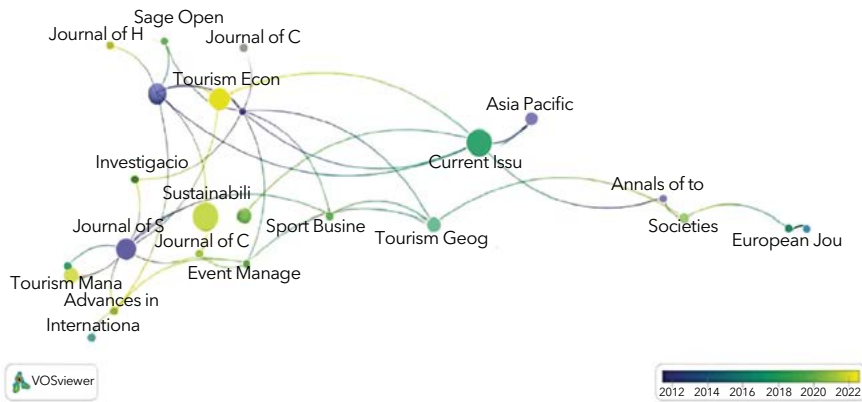 Sage Open
Journal of H
Journal of C
Tourism Econ
Asia Pacific
Current Issu
Investigacio
Sustainabili
Annals of to
Journal of S
Sport Busine
Societies
Tourism Geog
Journal of C
European Jou
Event Manage
Tourism Mana
Advances in
Internationa
VOSviewer
2012 2014 2016 2018 2020 2022